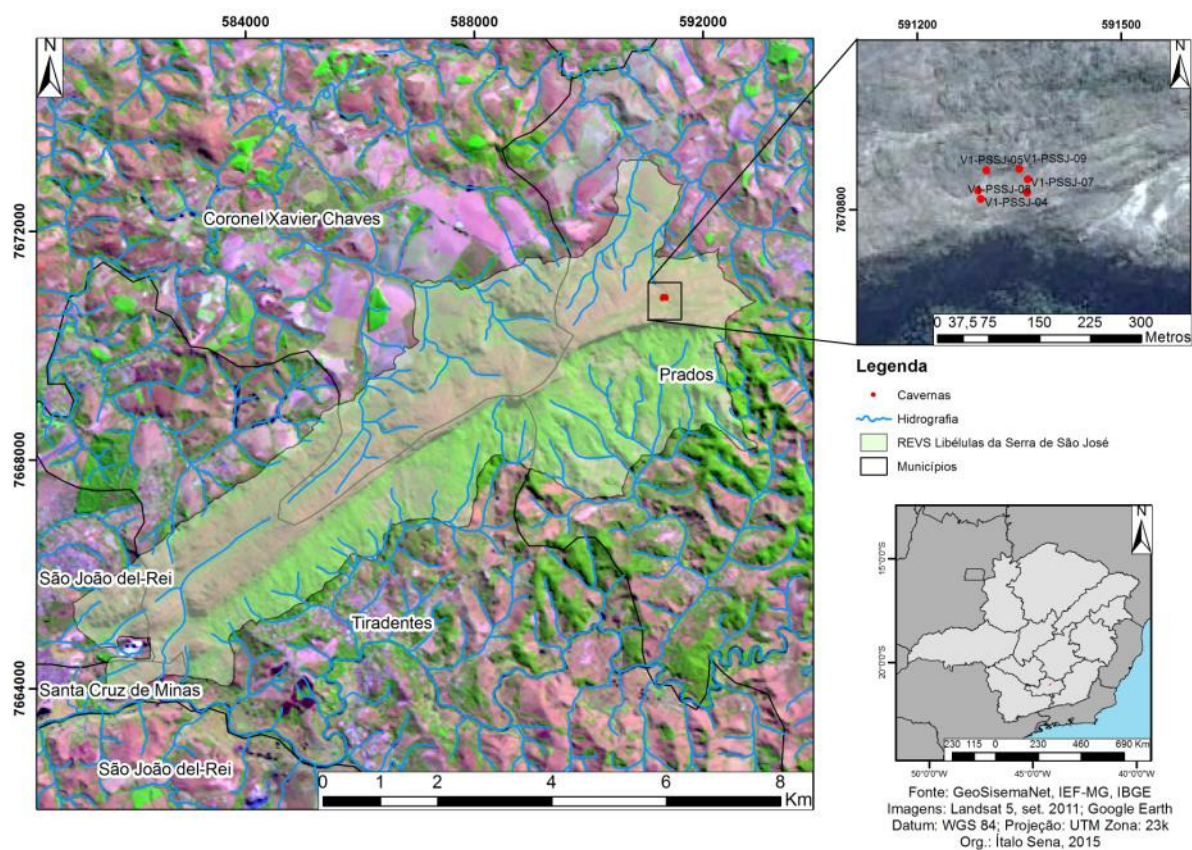 584000
588000
592000
N
7672000
7668000
7664000
Coronel Xavier Chaves
Prados
São João del-Rei
Tiradentes
Santa Cruz de Minas
São João del-Rei
0 1 2 4 6 8
Km
591200
591500
N
7670800
V1-PSSJ-05
V1-PSSJ-09
V1-PSSJ-07
V1-PSSJ-04
0 37,5 75 150 225 300
Metros
Legenda
Cavernas
Hidrografia
REVS Libélulas da Serra de São José
Municípios
N
15°0'0"S
20°0'0"S
230 115 0 230 460 690 Km
50°0'0"W 45°0'0"W 40°0'0"W
Fonte: GeoSisemaNet, IEF-MG, IBGE
Imagens: Landsat 5, set. 2011; Google Earth
Datum: WGS 84; Projeção: UTM Zona: 23k
Org.: Ítalo Sena, 2015